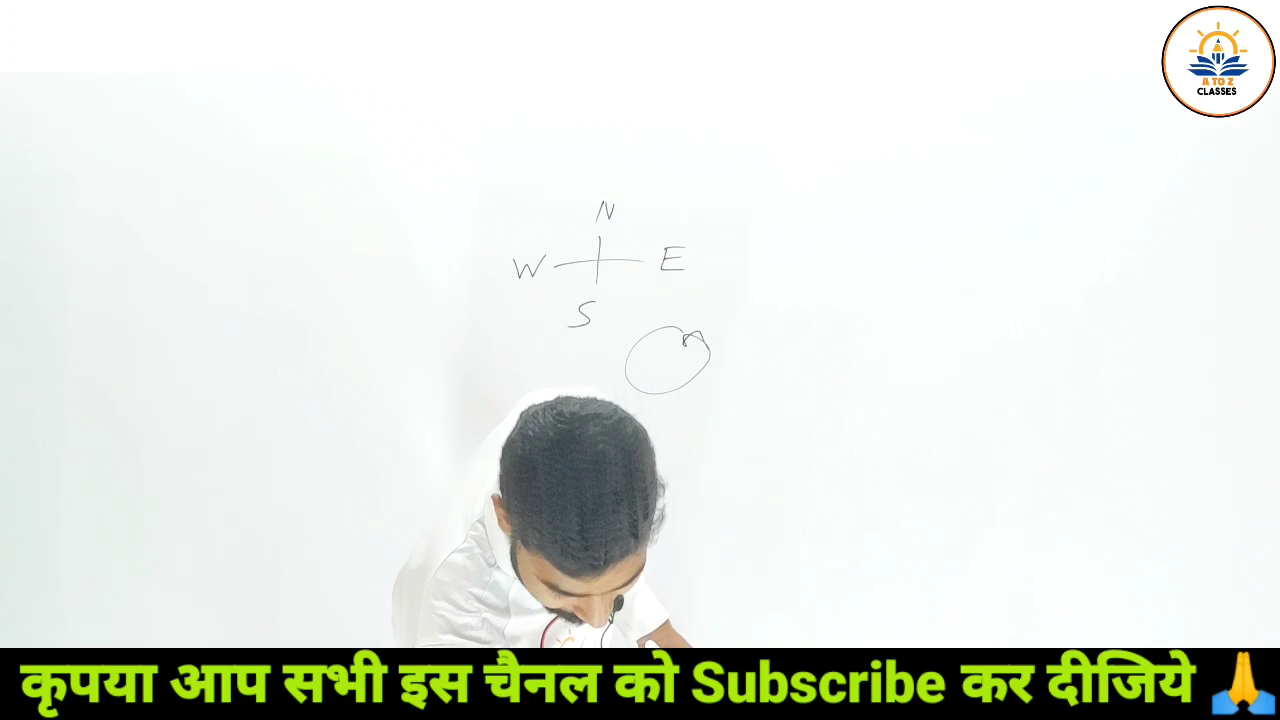 A TO Z
CLASSES
N
W E
S
कृपया आप सभी इस चैनल को Subscribe कर दीजिये 🙏